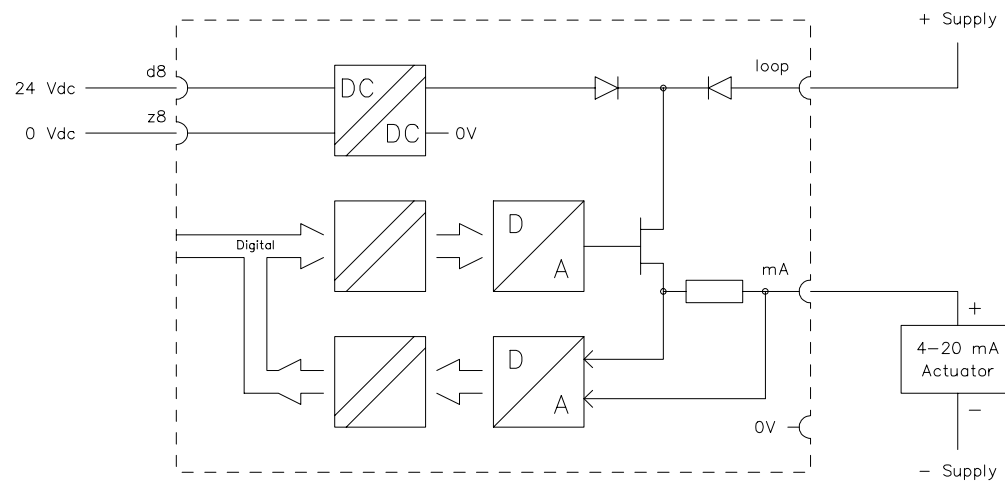 + Supply
d8
loop
24 Vdc
DC
z8
0 Vdc
DC
0V
Digital
D
A
mA
+
4-20 mA
Actuator
D
A
-
0V
- Supply